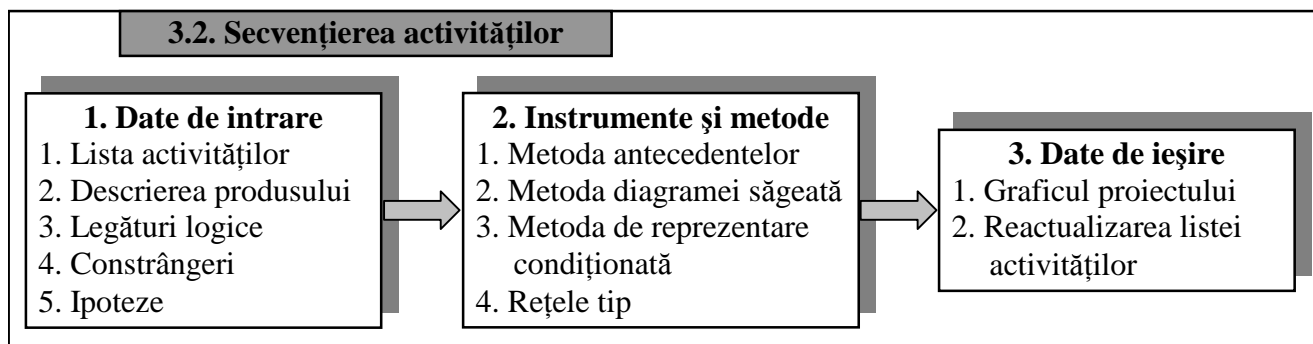 3.2. Secvențierea activităților
1. Date de intrare
1. Lista activităților
2. Descrierea produsului
3. Legături logice
4. Constrângeri
5. Ipoteze
2. Instrumente şi metode
1. Metoda antecedentelor
2. Metoda diagramei săgeată
3. Metoda de reprezentare
condiționată
4. Rețele tip
3. Date de ieşire
1. Graficul proiectului
2. Reactualizarea listei
activităților